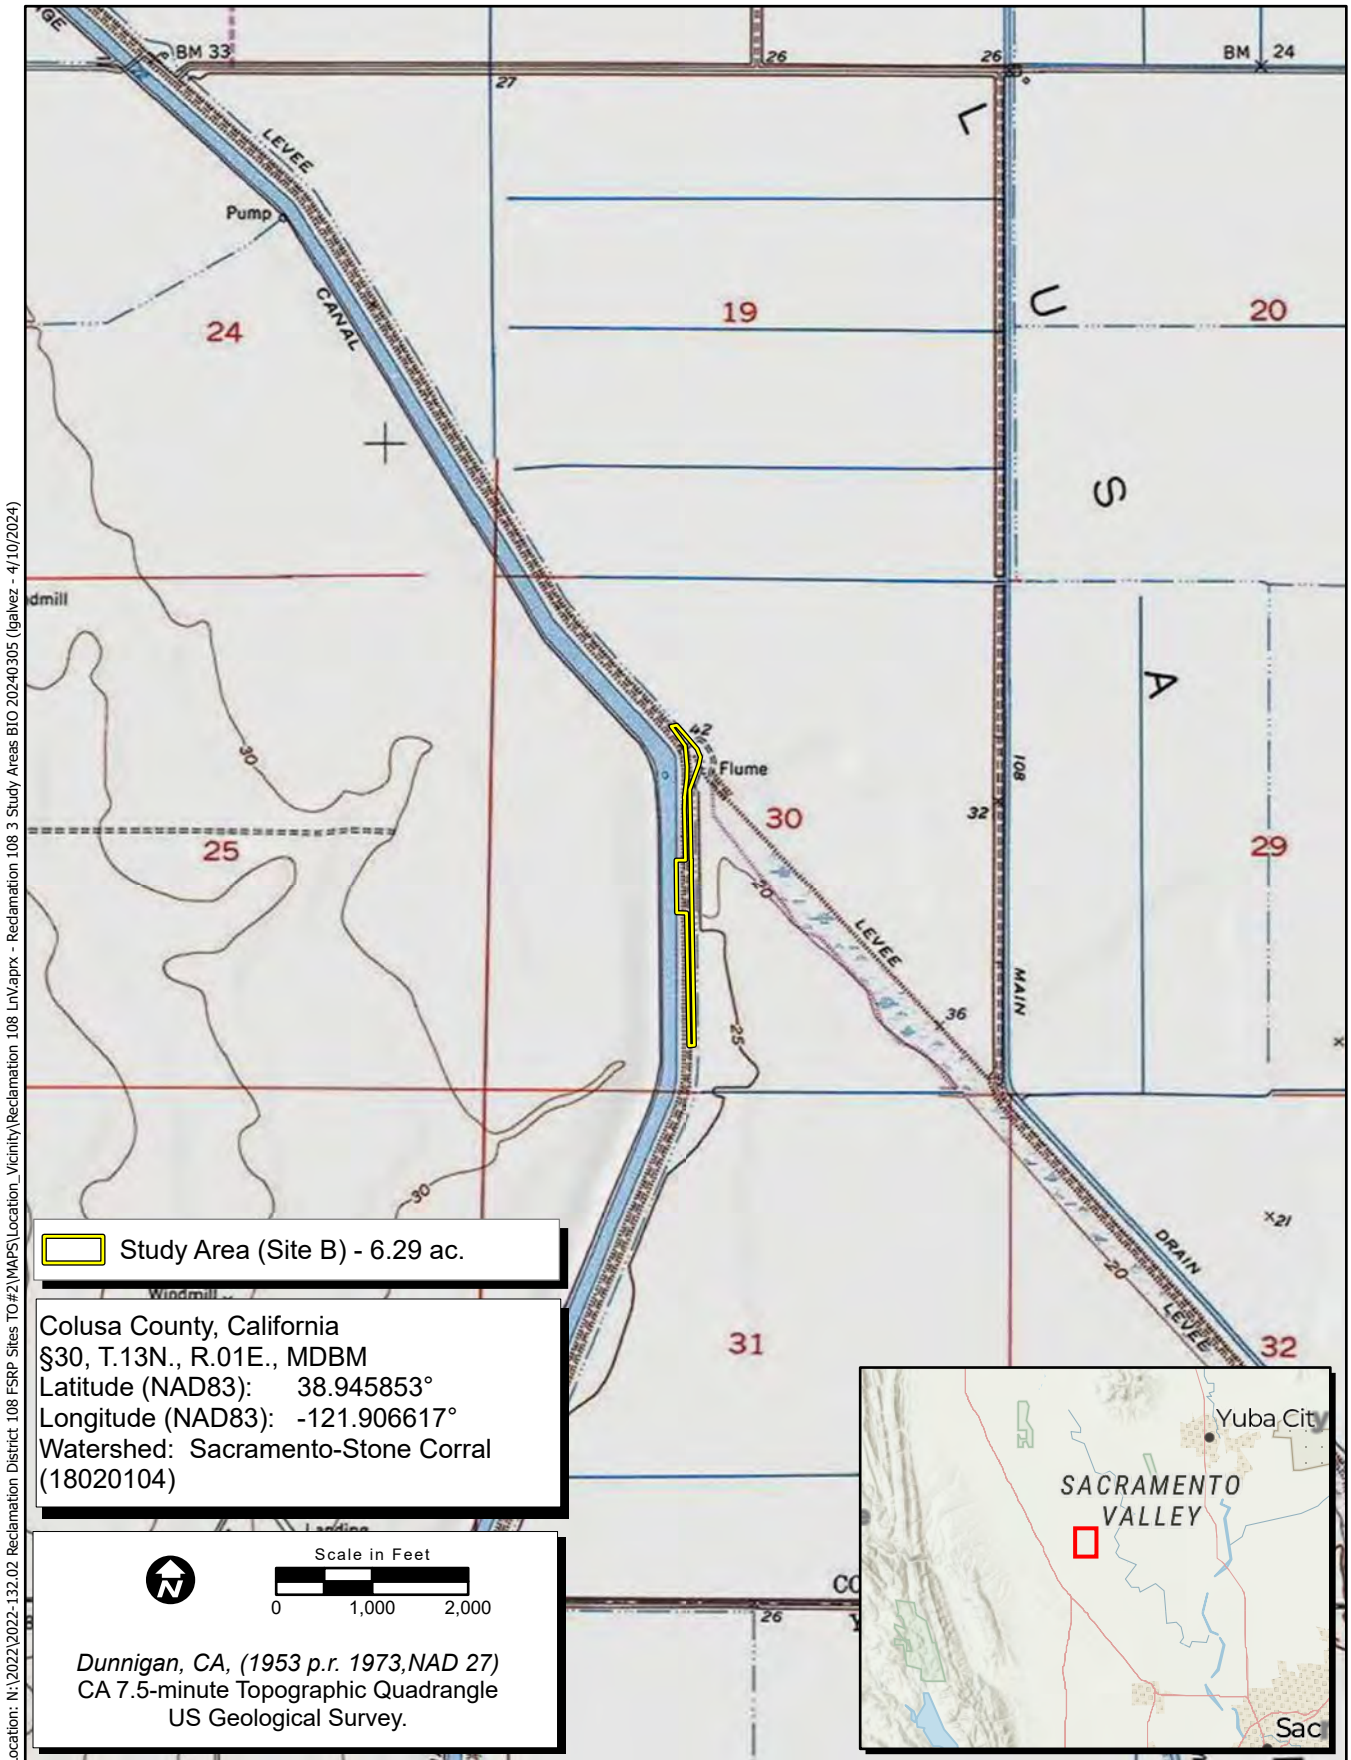 BM 33
26
26
BM 24
27
LEVEE
L
Pump
CANAL
24
19
U
20
S
dmill
A
30
42
Flume
108
30
32
25
29
20
LEVEE
MAIN
36
25
30
21
DRAIN
20
LEVEE
31
32
Study Area (Site B) - 6.29 ac.
Windmill
Colusa County, California
§30, T.13N., R.01E., MDBM
Latitude (NAD83): 38.945853°
Longitude (NAD83): -121.906617°
Watershed: Sacramento-Stone Corral
(18020104)
Landing
N
Scale in Feet
0 1,000 2,000
Dunnigan, CA, (1953 p.r. 1973,NAD 27)
CA 7.5-minute Topographic Quadrangle
US Geological Survey.
CO
26
Yuba City
SACRAMENTO
VALLEY
Sac
ocation: N:\2022\2022-132.02 Reclamation District 108 FSRP Sites TO#2\MAPS\Location_Vicinity\Reclamation 108 LnV.aprx - Reclamation 108 3 Study Areas BIO 20240305 (lgalvez - 4/10/2024)